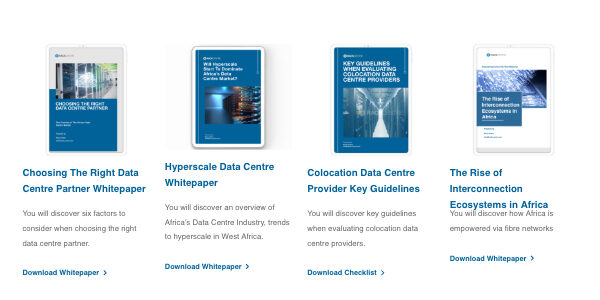 CHOOSING THE RIGHT
DATA CENTRE PARTNER
Will Hyperscale
Start To Dominate
Africa's Data
Centre Market?
KEY GUIDELINES
WHEN EVALUATING
COLOCATION DATA
CENTRE PROVIDERS
The Rise of
Interconnection
Ecosystems in
Africa
Choosing The Right Data
Centre Partner Whitepaper
You will discover six factors to
consider when choosing the right
data centre partner.
Download Whitepaper >
Hyperscale Data Centre
Whitepaper
You will discover an overview of
Africa's Data Centre Industry, trends
to hyperscale in West Africa.
Download Whitepaper >
Colocation Data Centre
Provider Key Guidelines
You will discover key guidelines
when evaluating colocation data
centre providers.
Download Checklist >
The Rise of
Interconnection
Ecosystems in Africa
You will discover how Africa is
empowered via fibre networks
Download Whitepaper >